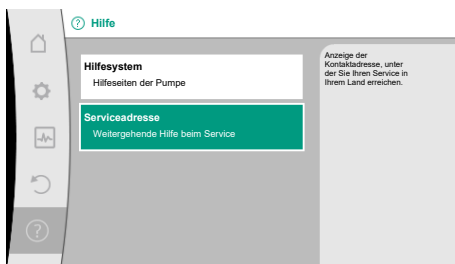 Hilfe
Hilfesystem
Hilfeseiten der Pumpe
Serviceadresse
Weitergehende Hilfe beim Service
Anzeige der
Kontaktadresse, unter
der Sie Ihren Service in
Ihrem Land erreichen.